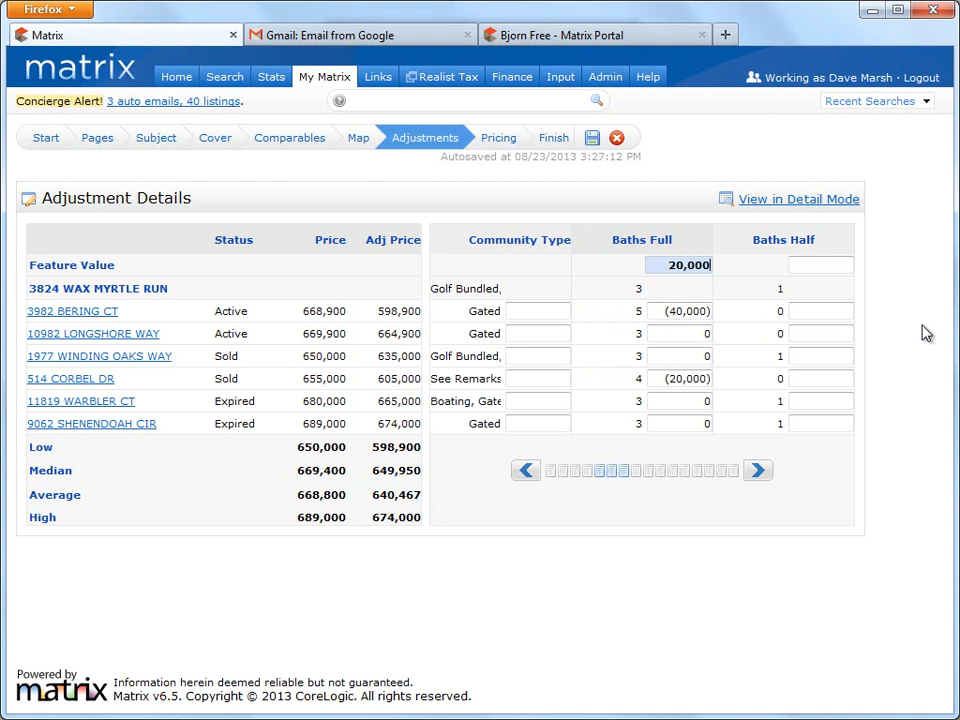 Firefox
Matrix
Gmail: Email from Google
Bjorn Free - Matrix Portal
matrix
Home Search Stats My Matrix Links Realist Tax Finance Input Admin Help
Working as Dave Marsh · Logout
Concierge Alert! 3 auto emails, 40 listings.
Recent Searches
Start Pages Subject Cover Comparables Map Adjustments Pricing Finish
Autosaved at 08/23/2013 3:27:12 PM
Adjustment Details
View in Detail Mode
Status Price Adj Price Community Type Baths Full Baths Half
Feature Value 20,000
3824 WAX MYRTLE RUN Golf Bundled, 3 1
3982 BERING CT Active 668,900 598,900 Gated 5 (40,000) 0
10982 LONGSHORE WAY Active 669,900 664,900 Gated 3 0 0
1977 WINDING OAKS WAY Sold 650,000 635,000 Golf Bundled, 3 0 1
514 CORBEL DR Sold 655,000 605,000 See Remarks 4 (20,000) 0
11819 WARBLER CT Expired 680,000 665,000 Boating, Gate 3 0 1
9062 SHENENDOAH CIR Expired 689,000 674,000 Gated 3 0 1
Low 650,000 598,900
Median 669,400 649,950
Average 668,800 640,467
High 689,000 674,000
Powered by
matrix
Information herein deemed reliable but not guaranteed.
Matrix v6.5. Copyright © 2013 CoreLogic. All rights reserved.